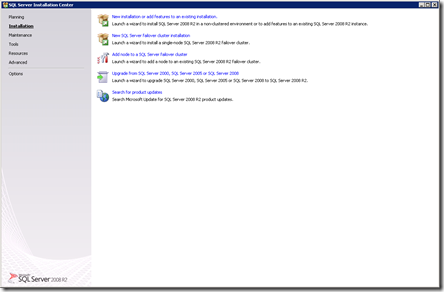 SQL Server Installation Center
Planning
Installation
Maintenance
Tools
Resources
Advanced
Options
New installation or add features to an existing installation.
Launch a wizard to install SQL Server 2008 R2 in a non-clustered environment or to add features to an existing SQL Server 2008 R2 instance.
New SQL Server failover cluster installation
Launch a wizard to install a single-node SQL Server 2008 R2 failover cluster.
Add node to a SQL Server failover cluster
Launch a wizard to add a node to an existing SQL Server 2008 R2 failover cluster.
Upgrade from SQL Server 2000, SQL Server 2005 or SQL Server 2008
Launch a wizard to upgrade SQL Server 2000, SQL Server 2005 or SQL Server 2008 to SQL Server 2008 R2.
Search for product updates
Search Microsoft Update for SQL Server 2008 R2 product updates.
Microsoft
SQL Server 2008 R2